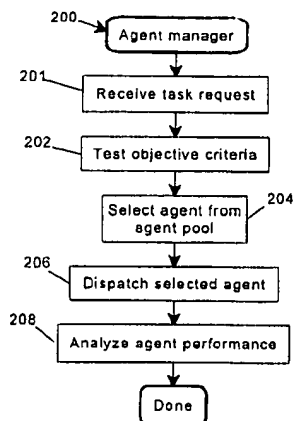 200
Agent manager
201
Receive task request
202
Test objective criteria
Select agent from
agent pool
204
206
Dispatch selected agent
208
Analyze agent performance
Done